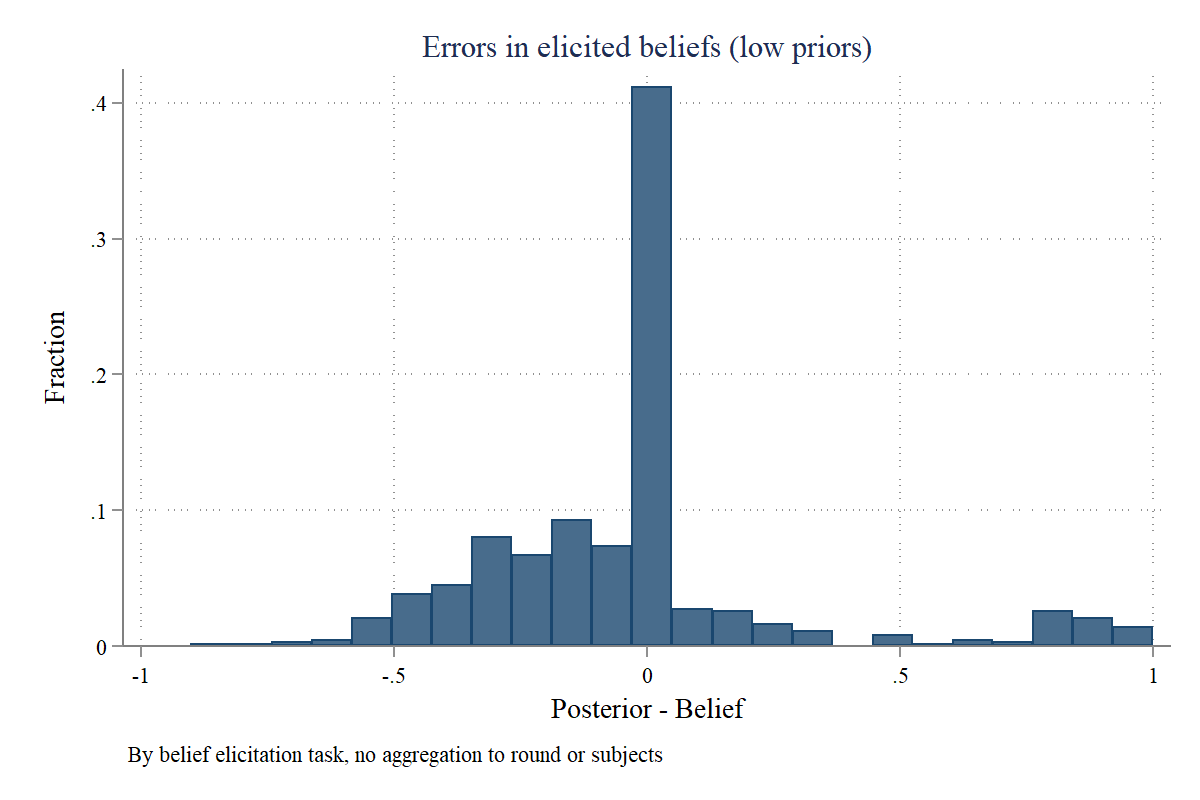 Errors in elicited beliefs (low priors)
.4
.3
.2
.1
0
Fraction
-1
-.5
0
.5
1
Posterior - Belief
By belief elicitation task, no aggregation to round or subjects